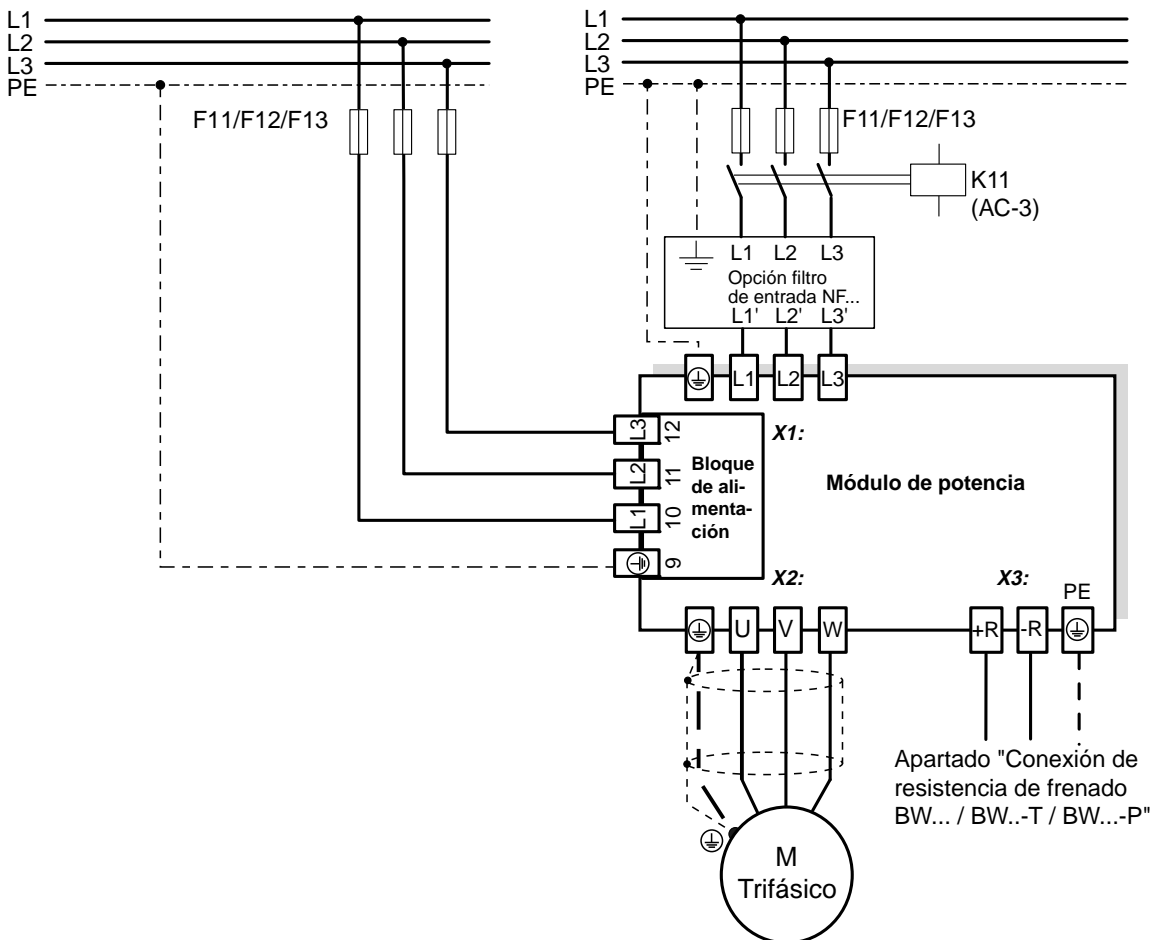 L1
L2
L3
PE
F11/F12/F13
L1
L2
L3
PE
F11/F12/F13
K11
(AC-3)
L1 L2 L3
Opción filtro
de entrada NF...
L1' L2' L3'
L1 L2 L3
X1:
Módulo de potencia
L3 12
L2 11
L1 10
9
Bloque
de ali-
menta-
ción
X2:
X3:
PE
U V W
+R -R
Apartado "Conexión de
resistencia de frenado
BW... / BW..-T / BW...-P"
M
Trifásico